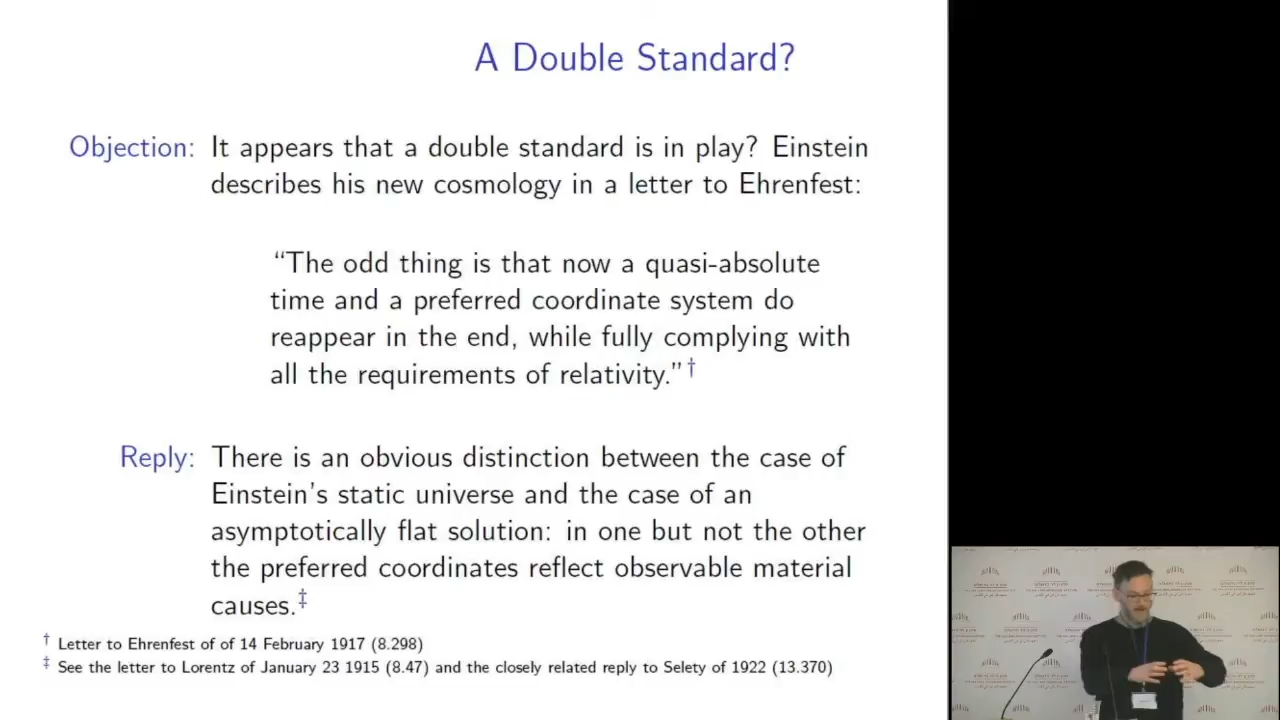 A Double Standard?
Objection: It appears that a double standard is in play? Einstein
describes his new cosmology in a letter to Ehrenfest:
“The odd thing is that now a quasi-absolute
time and a preferred coordinate system do
reappear in the end, while fully complying with
all the requirements of relativity.”†
Reply: There is an obvious distinction between the case of
Einstein's static universe and the case of an
asymptotically flat solution: in one but not the other
the preferred coordinates reflect observable material
causes.‡
† Letter to Ehrenfest of of 14 February 1917 (8.298)
‡ See the letter to Lorentz of January 23 1915 (8.47) and the closely related reply to Selety of 1922 (13.370)